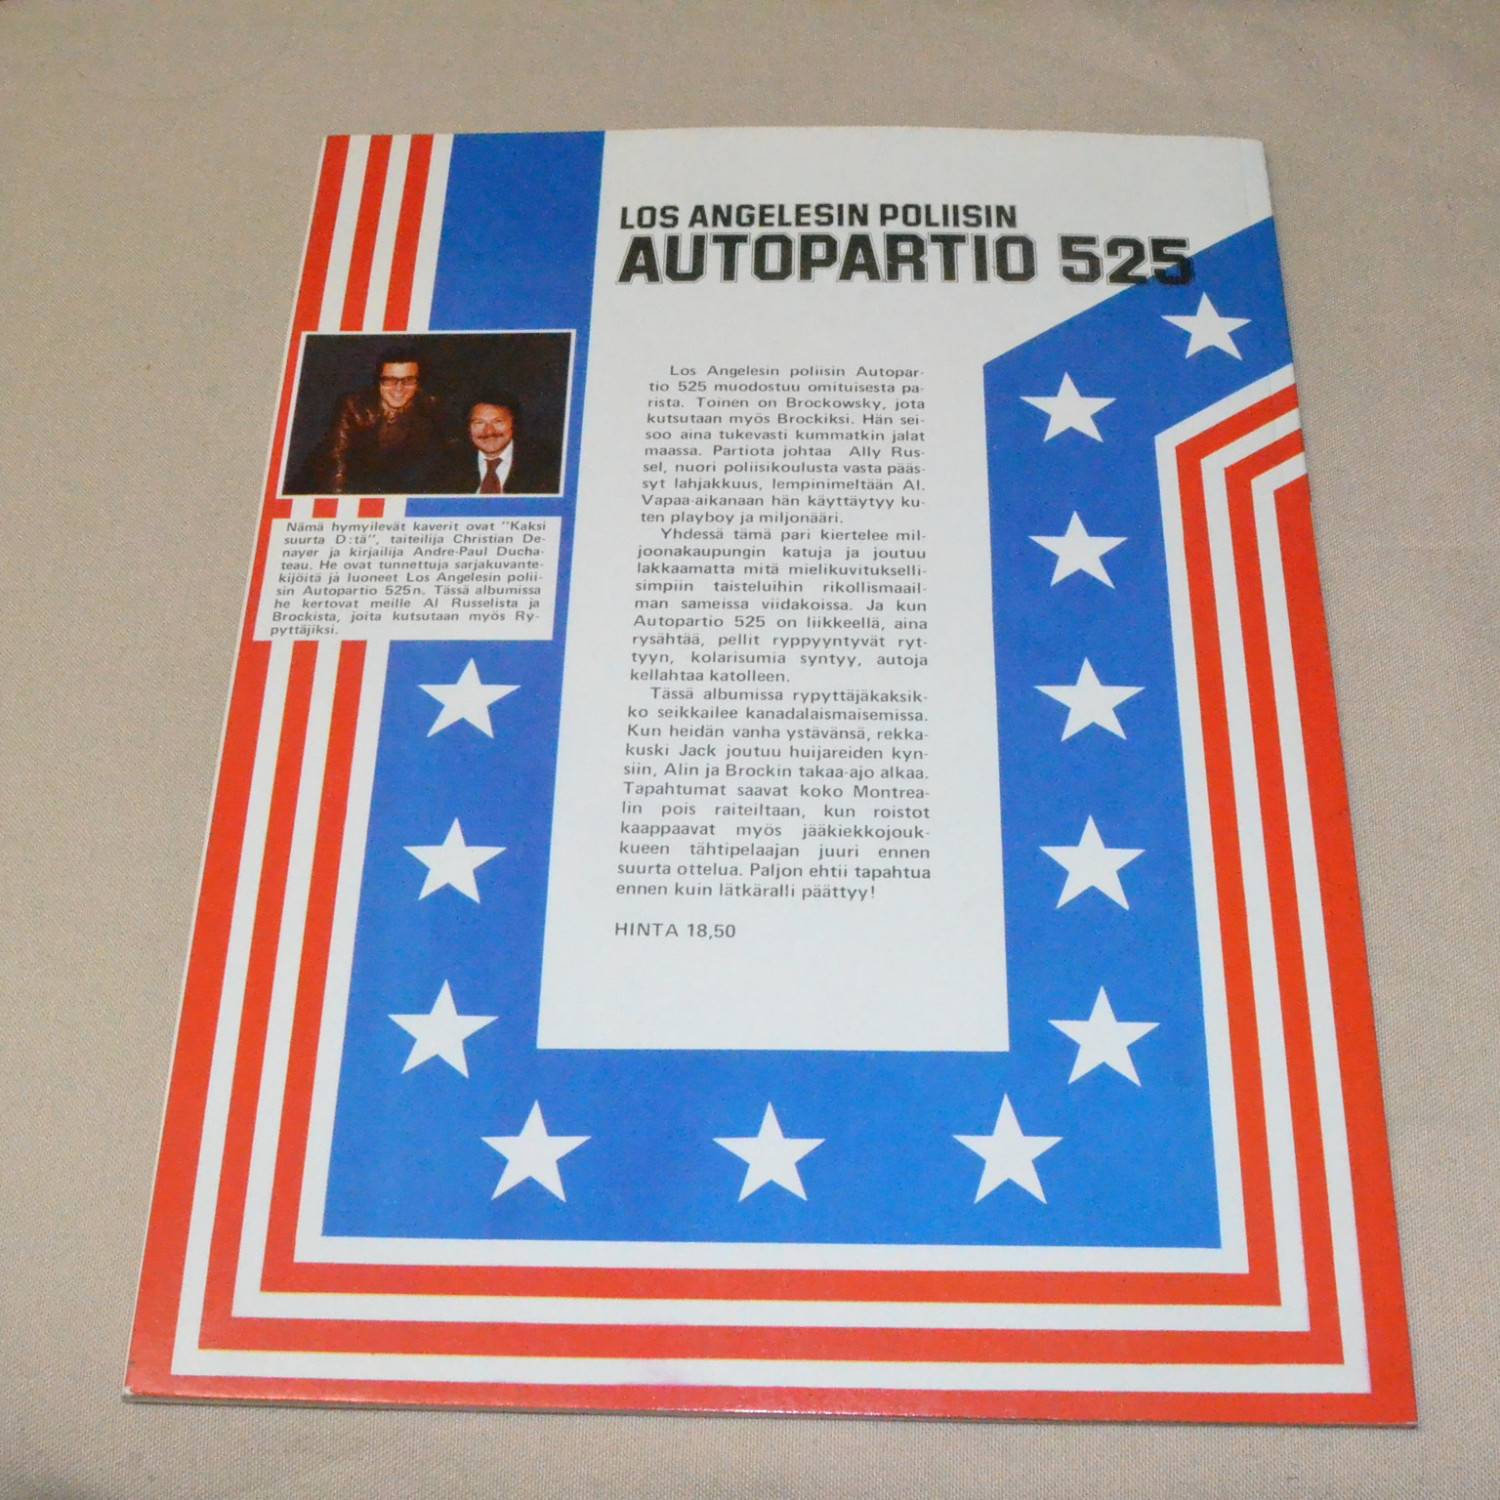 LOS ANGELESIN POLIISIN
AUTOPARTIO 525
Nämä hymyilevät kaverit ovat "Kaksi
suurta D:tä", taiteilija Christian De-
nayer ja kirjailija Andre-Paul Ducha-
teau. He ovat tunnettuja sarjakuvante-
kijöitä ja luoneet Los Angelesin polii-
sin Autopartio 525n. Tässä albumissa
he kertovat meille Al Russelista ja
Brockista, joita kutsutaan myös Ry-
pyttäjiksi.
Los Angelesin poliisin Autopar-
tio 525 muodostuu omituisesta pa-
rista. Toinen on Brockowsky, jota
kutsutaan myös Brockiksi. Hän sei-
soo aina tukevasti kummatkin jalat
maassa. Partiota johtaa Ally Rus-
sel, nuori poliisikoulusta vasta pääs-
syt lahjakkuus, lempinimeltään Al.
Vapaa-aikanaan hän käyttäytyy ku-
ten playboy ja miljonääri.
Yhdessä tämä pari kiertelee mil-
joonakaupungin katuja ja joutuu
lakkaamatta mitä mielikuvituksелli-
simpiin taisteluihin rikollismaail-
man sameissa viidakoissa. Ja kun
Autopartio 525 on liikkeellä, aina
rysähtää, pellit ryppyyntyvät ryt-
tyyn, kolarisumia syntyy, autoja
kellahtaa katolleen.
Tässä albumissa rypyttäjäkaksik-
ko seikkailee kanadalaismaisemissa.
Kun heidän vanha ystävänsä, rekka-
kuski Jack joutuu huijareiden kyn-
siin, Alin ja Brockin takaa-ajo alkaa.
Tapahtumat saavat koko Montrea-
lin pois raiteiltaan, kun roistot
kaappaavat myös jääkiekkojouk-
kueen tähtipelaajan juuri ennen
suurta ottelua. Paljon ehtii tapahtua
ennen kuin lätkäralli päättyy!
HINTA 18,50